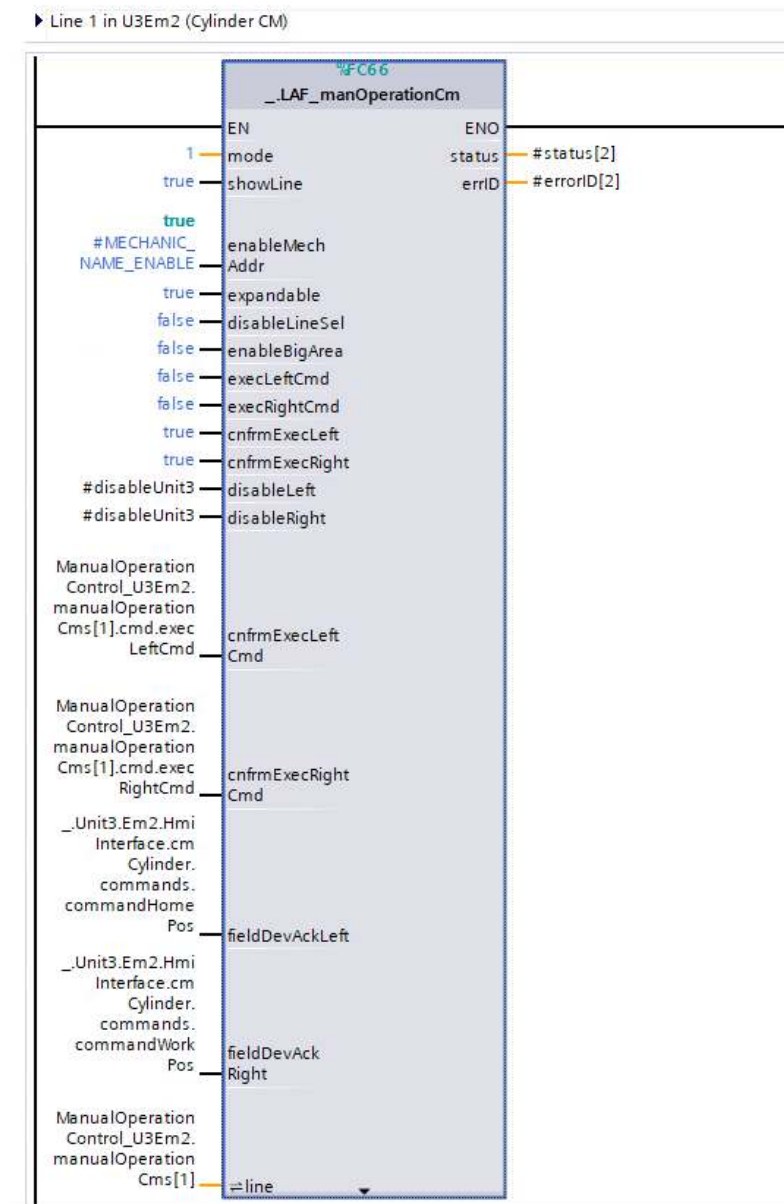 Line 1 in U3Em2 (Cylinder CM)
%FC66
_.LAF_manOperationCm
EN ENO
1 mode status #status[2]
true showLine errID #errorID[2]
true
#MECHANIC_
NAME_ENABLE
enableMech
Addr
true expandable
false disableLineSel
false enableBigArea
false execLeftCmd
false execRightCmd
true cnfrmExecLeft
true cnfrmExecRight
#disableUnit3 disableLeft
#disableUnit3 disableRight
ManualOperation
Control_U3Em2.
manualOperation
Cms[1].cmd.exec
LeftCmd
cnfrmExecLeft
Cmd
ManualOperation
Control_U3Em2.
manualOperation
Cms[1].cmd.exec
RightCmd
cnfrmExecRight
Cmd
_.Unit3.Em2.Hmi
Interface.cm
Cylinder.
commands.
commandHome
Pos
fieldDevAckLeft
_.Unit3.Em2.Hmi
Interface.cm
Cylinder.
commands.
commandWork
Pos
fieldDevAck
Right
ManualOperation
Control_U3Em2.
manualOperation
Cms[1]
line